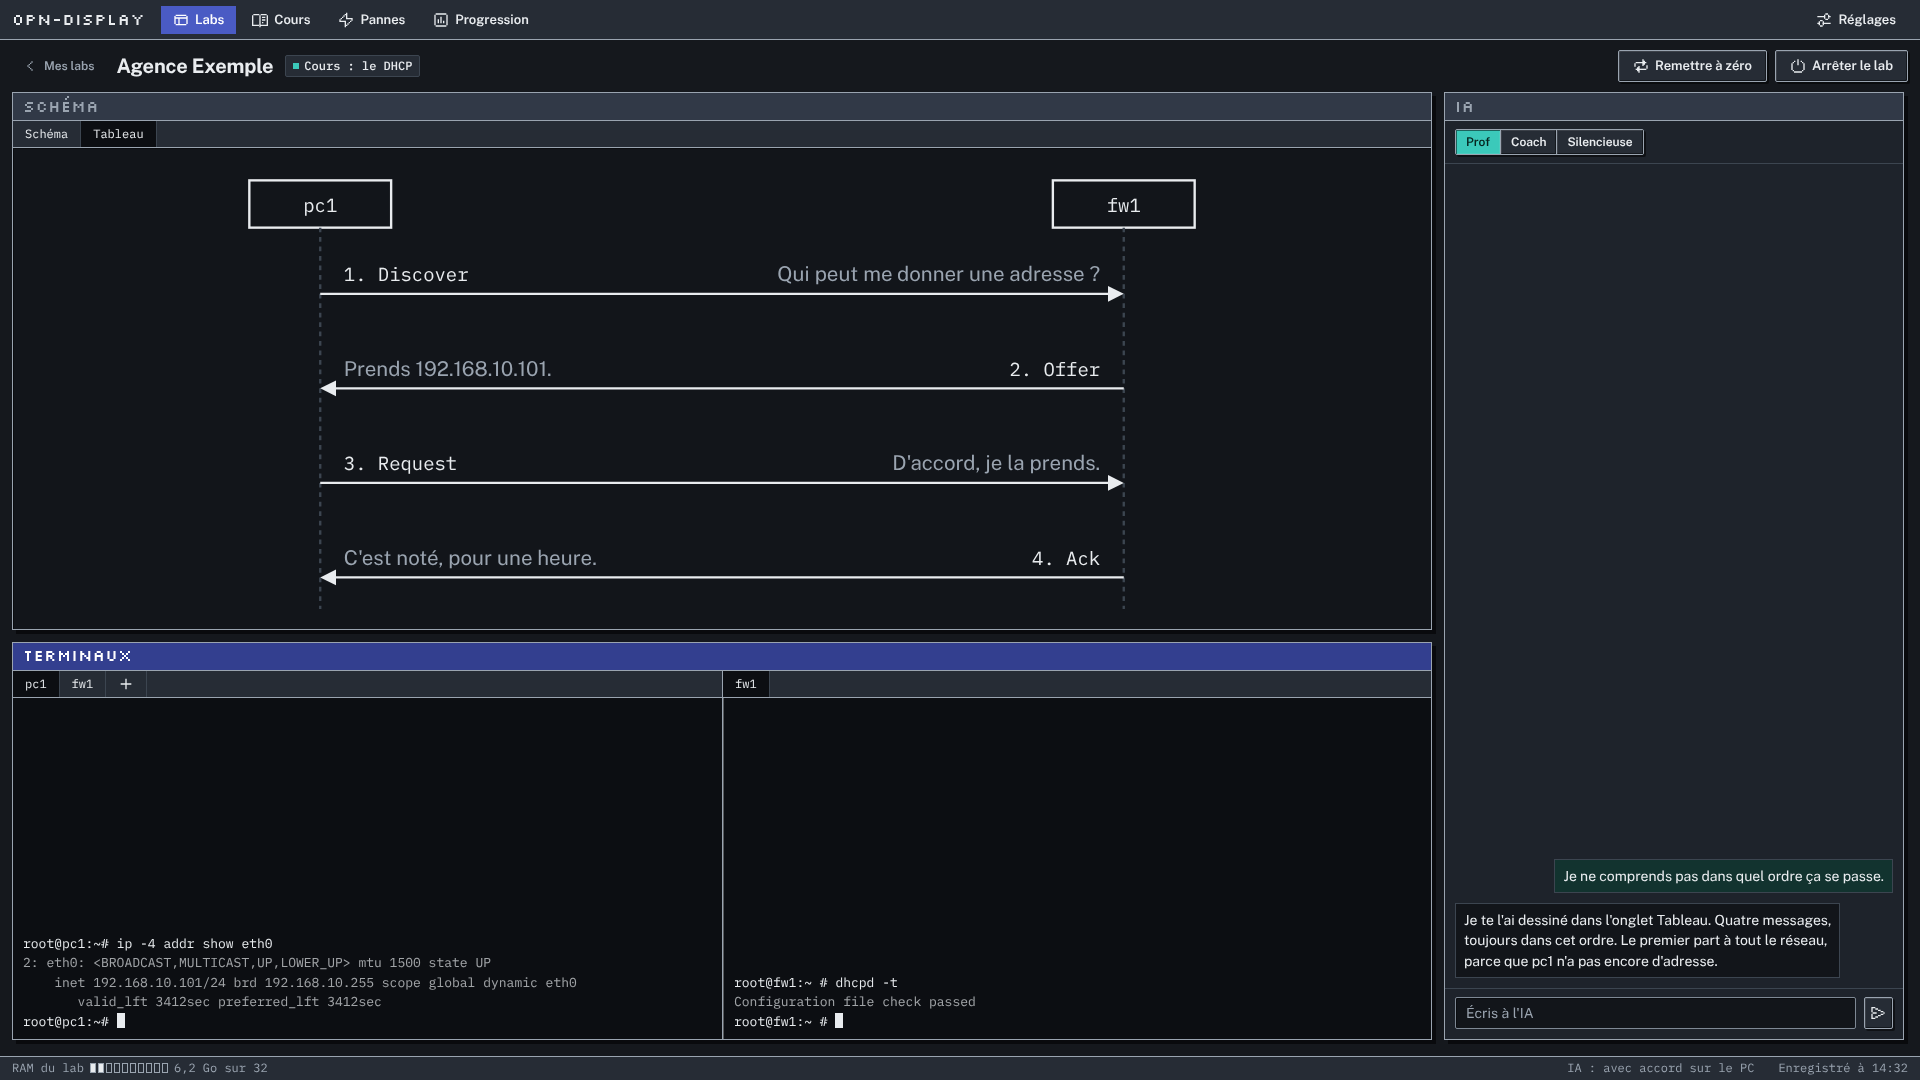 OPN-DISPLAY
Labs
Cours
Pannes
Progression
Réglages
Mes labs
Agence Exemple
Cours : le DHCP
Remettre à zéro
Arrêter le lab
SCHÉMA
Schéma
Tableau
pc1
fw1
1. Discover
Qui peut me donner une adresse ?
Prends 192.168.10.101.
2. Offer
3. Request
D'accord, je la prends.
C'est noté, pour une heure.
4. Ack
TERMINAUX
pc1
fw1
+
root@pc1:~# ip -4 addr show eth0
2: eth0: <BROADCAST,MULTICAST,UP,LOWER_UP> mtu 1500 state UP
inet 192.168.10.101/24 brd 192.168.10.255 scope global dynamic eth0
valid_lft 3412sec preferred_lft 3412sec
root@pc1:~#
fw1
root@fw1:~ # dhcpd -t
Configuration file check passed
root@fw1:~ #
IA
Prof
Coach
Silencieuse
Je ne comprends pas dans quel ordre ça se passe.
Je te l'ai dessiné dans l'onglet Tableau. Quatre messages,
toujours dans cet ordre. Le premier part à tout le réseau,
parce que pc1 n'a pas encore d'adresse.
Écris à l'IA
RAM du lab
6,2 Go sur 32
IA : avec accord sur le PC
Enregistré à 14:32